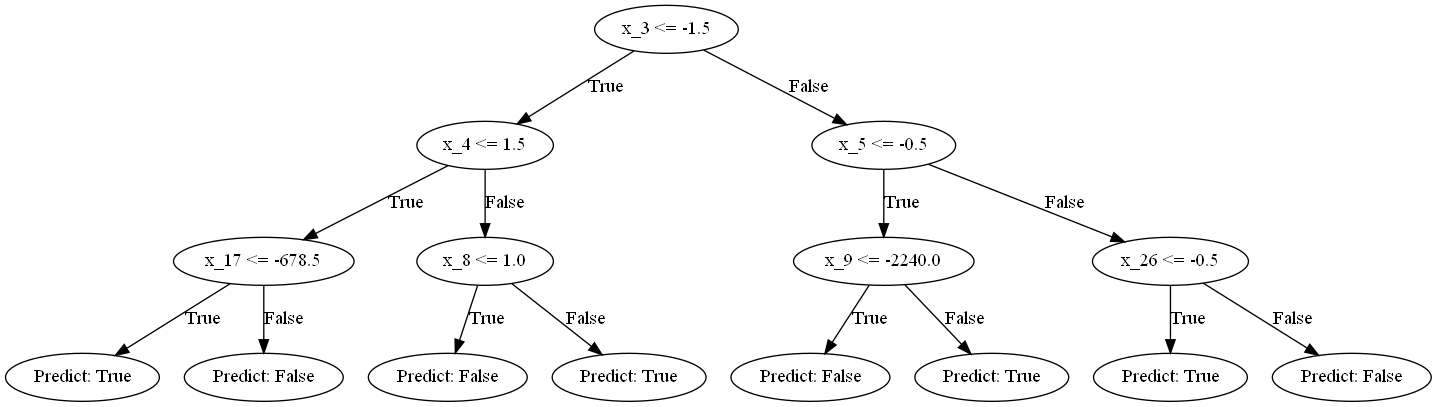 x_3 <= -1.5
True
False
x_4 <= 1.5
x_5 <= -0.5
True
False
True
False
x_17 <= -678.5
x_8 <= 1.0
x_9 <= -2240.0
x_26 <= -0.5
True
False
True
False
True
False
True
False
Predict: True
Predict: False
Predict: False
Predict: True
Predict: False
Predict: True
Predict: True
Predict: False